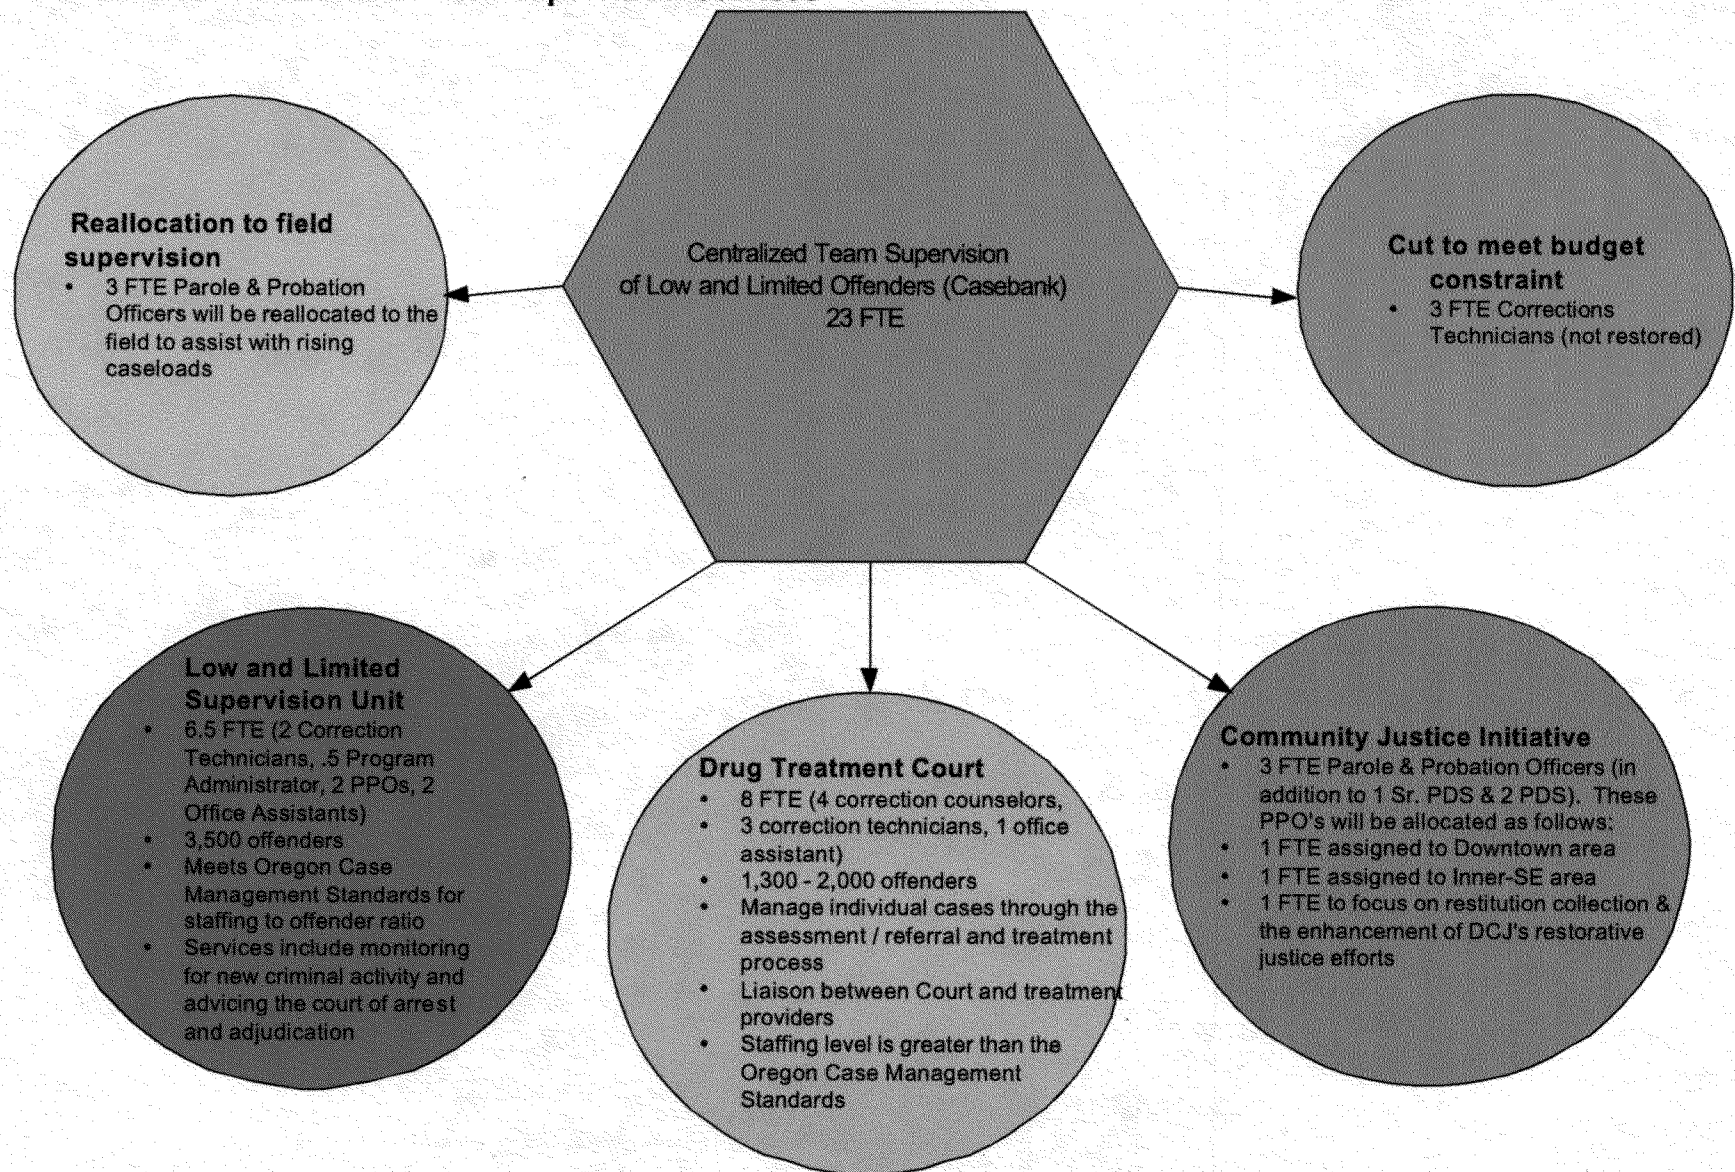 Centralized Team Supervision
of Low and Limited Offenders (Casebank)
23 FTE
Reallocation to field
supervision
• 3 FTE Parole & Probation
Officers will be reallocated to the
field to assist with rising
caseloads
Cut to meet budget
constraint
• 3 FTE Corrections
Technicians (not restored)
Low and Limited
Supervision Unit
• 6.5 FTE (2 Correction
Technicians, .5 Program
Administrator, 2 PPOs, 2
Office Assistants)
• 3,500 offenders
• Meets Oregon Case
Management Standards for
staffing to offender ratio
• Services include monitoring
for new criminal activity and
advicing the court of arrest
and adjudication
Drug Treatment Court
• 8 FTE (4 correction counselors,
• 3 correction technicians, 1 office
assistant)
• 1,300 - 2,000 offenders
• Manage individual cases through the
assessment / referral and treatment
process
• Liaison between Court and treatment
providers
• Staffing level is greater than the
Oregon Case Management
Standards
Community Justice Initiative
• 3 FTE Parole & Probation Officers (in
addition to 1 Sr. PDS & 2 PDS). These
PPO's will be allocated as follows:
• 1 FTE assigned to Downtown area
• 1 FTE assigned to Inner-SE area
• 1 FTE to focus on restitution collection &
the enhancement of DCJ's restorative
justice efforts